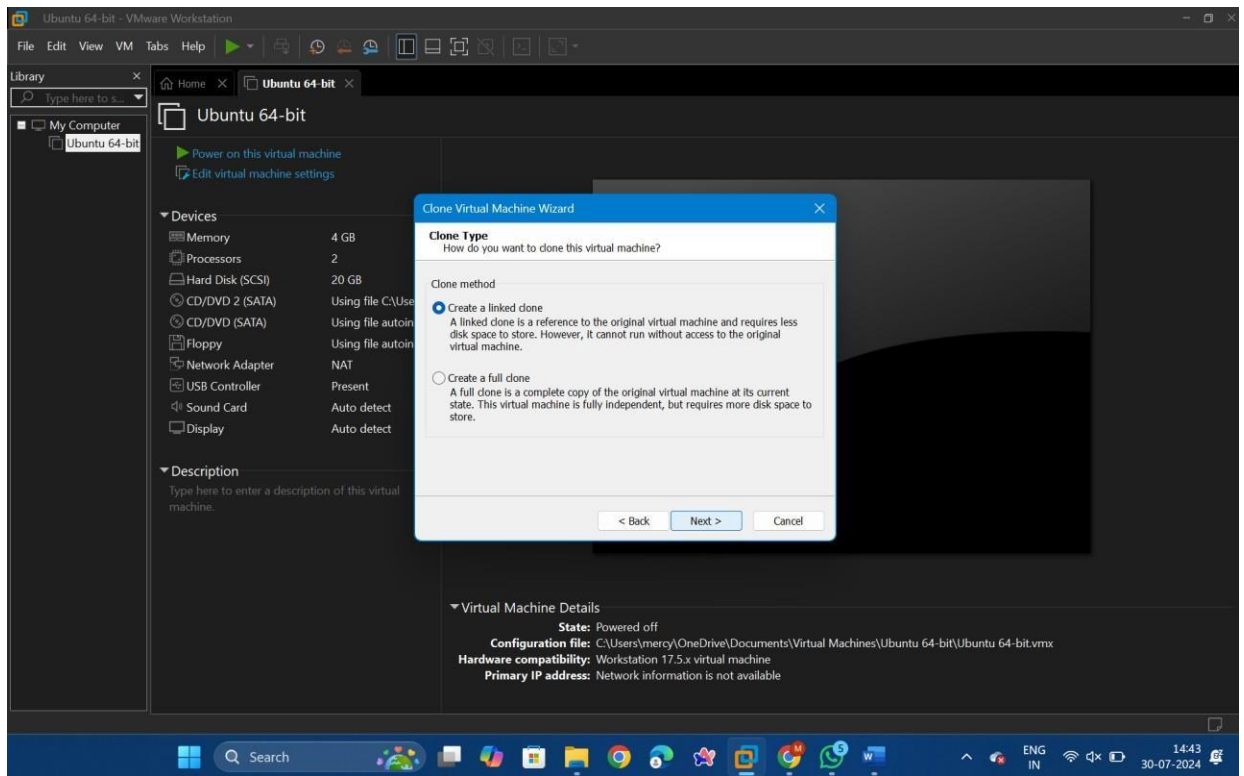 Ubuntu 64-bit - VMware Workstation
File Edit View VM Tabs Help
Library
Type here to s...
My Computer
Ubuntu 64-bit
Home
Ubuntu 64-bit
Ubuntu 64-bit
Power on this virtual machine
Edit virtual machine settings
Devices
Memory 4 GB
Processors 2
Hard Disk (SCSI) 20 GB
CD/DVD 2 (SATA) Using file C:\Use
CD/DVD (SATA) Using file autoin
Floppy Using file autoin
Network Adapter NAT
USB Controller Present
Sound Card Auto detect
Display Auto detect
Description
Type here to enter a description of this virtual
machine.
Clone Virtual Machine Wizard
Clone Type
How do you want to clone this virtual machine?
Clone method
Create a linked clone
A linked clone is a reference to the original virtual machine and requires less
disk space to store. However, it cannot run without access to the original
virtual machine.
Create a full clone
A full clone is a complete copy of the original virtual machine at its current
state. This virtual machine is fully independent, but requires more disk space to
store.
< Back Next > Cancel
Virtual Machine Details
State: Powered off
Configuration file: C:\Users\mercy\OneDrive\Documents\Virtual Machines\Ubuntu 64-bit\Ubuntu 64-bit.vmx
Hardware compatibility: Workstation 17.5.x virtual machine
Primary IP address: Network information is not available
Search
5
W
ENG
IN
14:43
30-07-2024